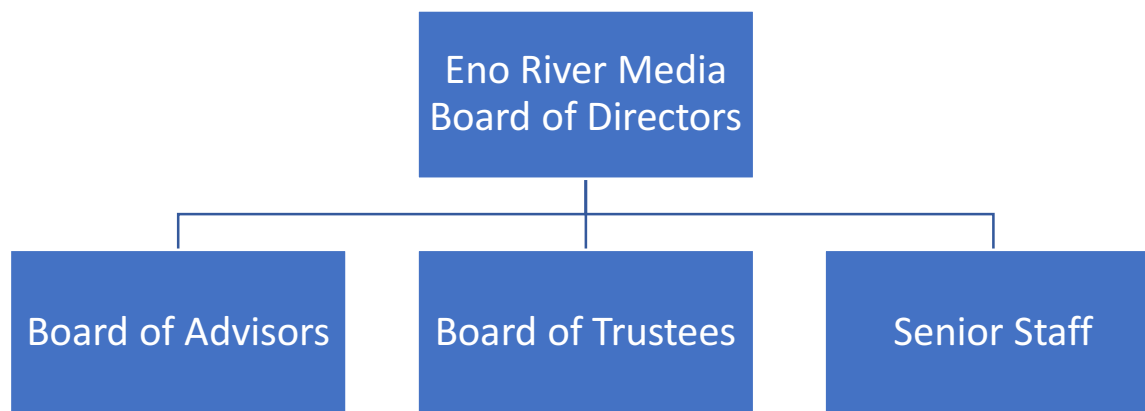 Eno River Media
Board of Directors
Board of Advisors
Board of Trustees
Senior Staff